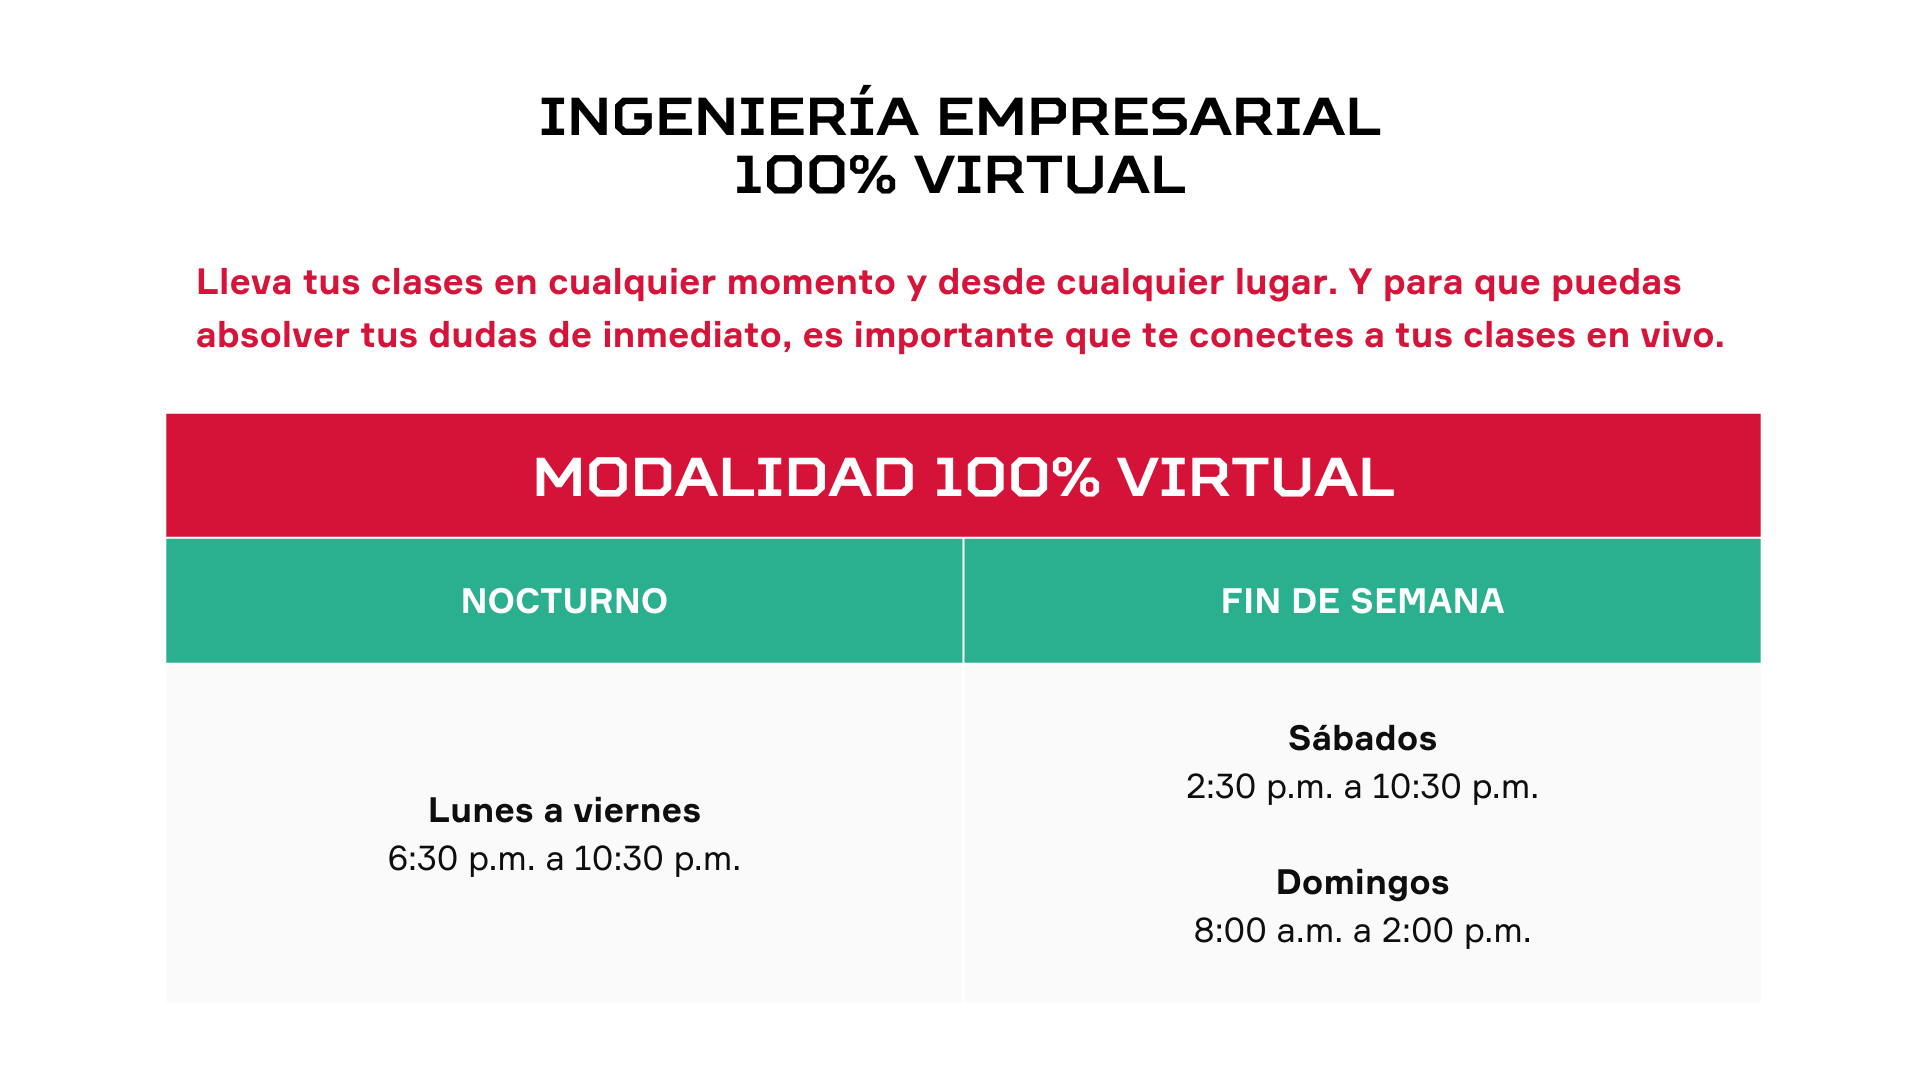 INGENIERÍA EMPRESARIAL
100% VIRTUAL
Lleva tus clases en cualquier momento y desde cualquier lugar. Y para que puedas
absolver tus dudas de inmediato, es importante que te conectes a tus clases en vivo.
MODALIDAD 100% VIRTUAL
NOCTURNO
FIN DE SEMANA
Lunes a viernes
6:30 p.m. a 10:30 p.m.
Sábados
2:30 p.m. a 10:30 p.m.
Domingos
8:00 a.m. a 2:00 p.m.